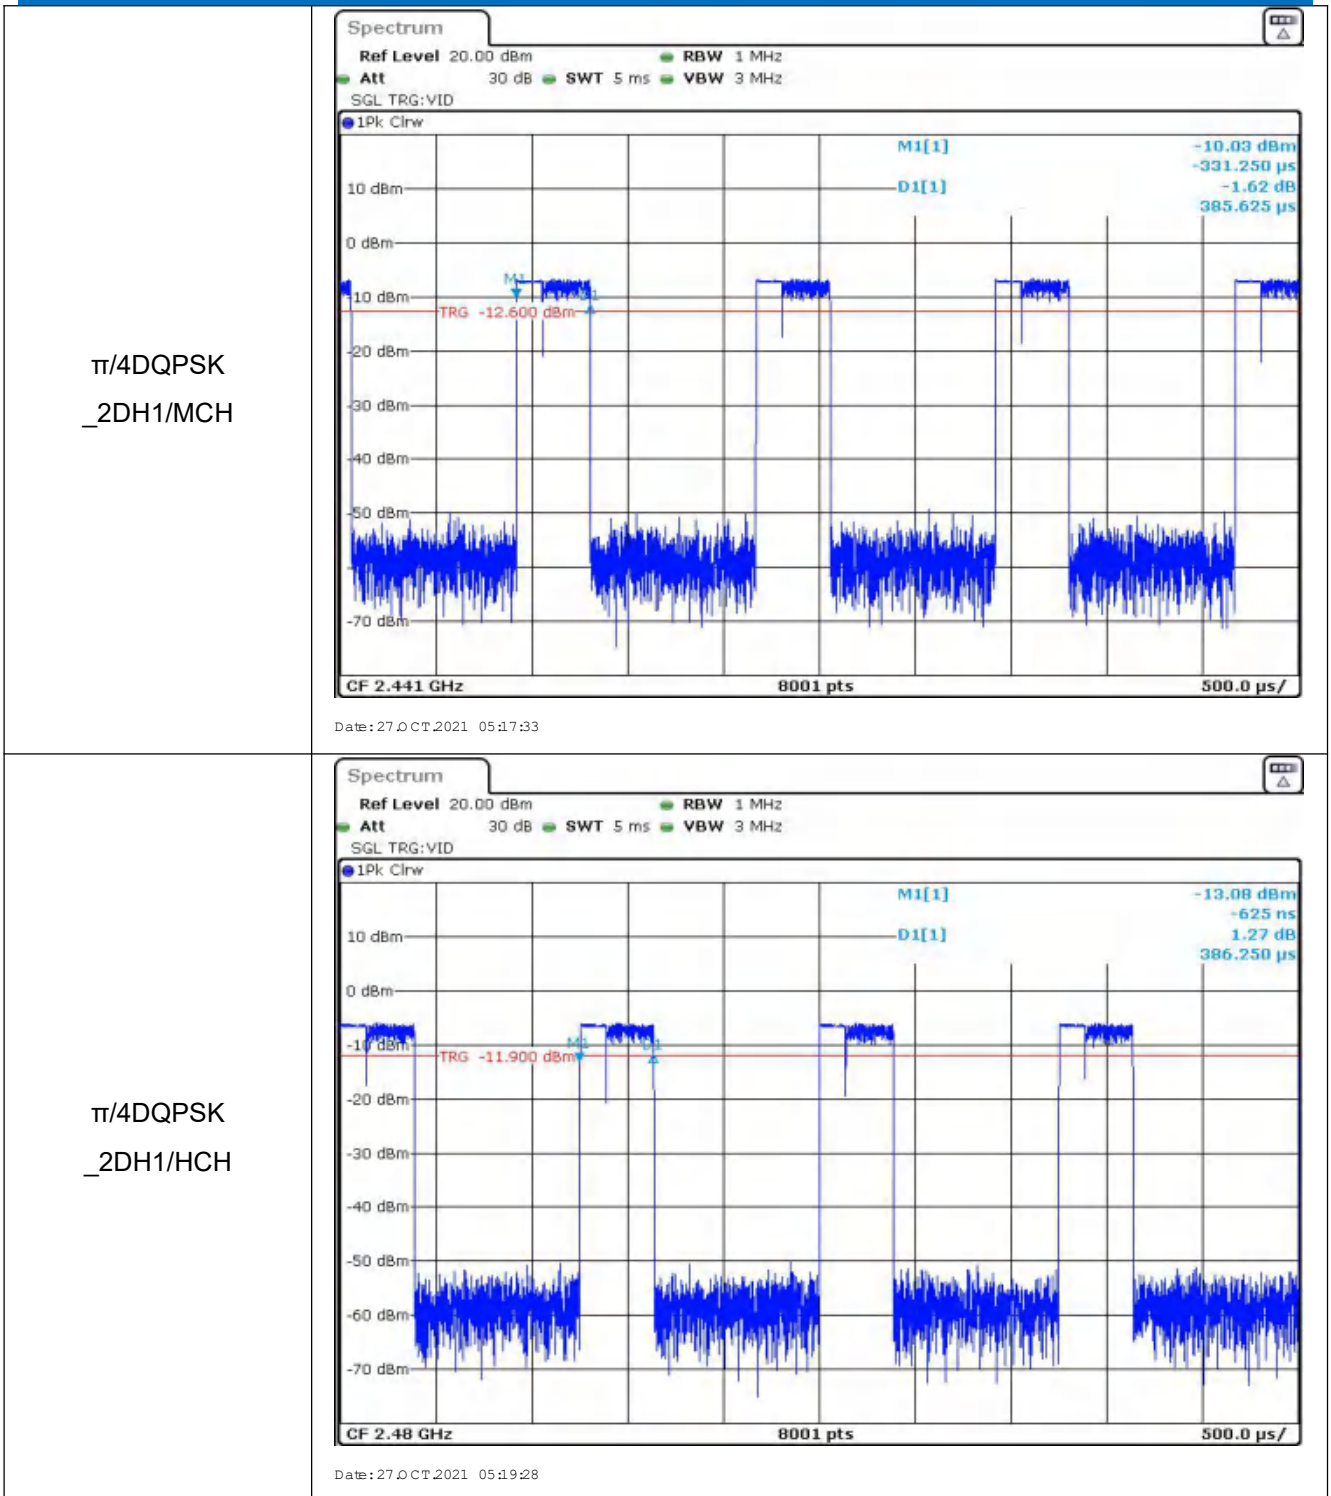 π/4DQPSK
_2DH1/MCH
Spectrum
Ref Level 20.00 dBm RBW 1 MHz
Att 30 dB SWT 5 ms VBW 3 MHz
SGL TRG:VID
1Pk Clrw
M1[1] -10.03 dBm
-331.250 µs
10 dBm D1[1] -1.62 dB
385.625 µs
0 dBm
M1
-10 dBm D1
TRG -12.600 dBm
-20 dBm
-30 dBm
-40 dBm
-50 dBm
-70 dBm
CF 2.441 GHz 8001 pts 500.0 µs/
Date: 27.OCT.2021 05:17:33
π/4DQPSK
_2DH1/HCH
Spectrum
Ref Level 20.00 dBm RBW 1 MHz
Att 30 dB SWT 5 ms VBW 3 MHz
SGL TRG:VID
1Pk Clrw
M1[1] -13.08 dBm
-625 ns
10 dBm D1[1] 1.27 dB
386.250 µs
0 dBm
-10 dBm M1 D1
TRG -11.900 dBm
-20 dBm
-30 dBm
-40 dBm
-50 dBm
-60 dBm
-70 dBm
CF 2.48 GHz 8001 pts 500.0 µs/
Date: 27.OCT.2021 05:19:28